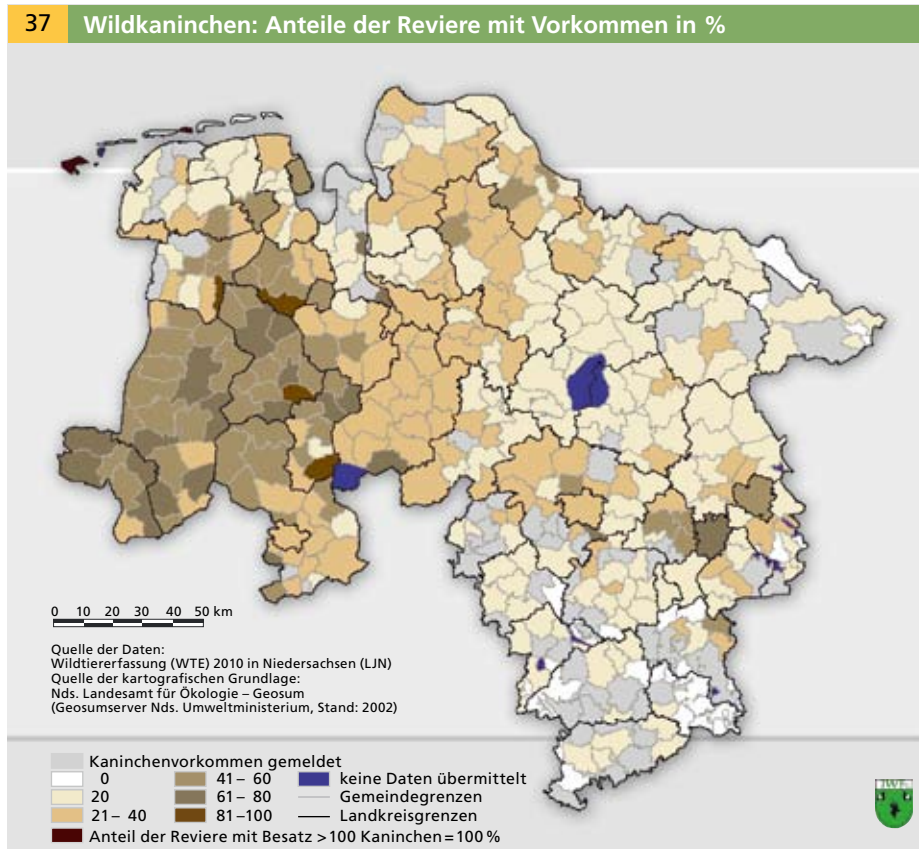 37 Wildkaninchen: Anteile der Reviere mit Vorkommen in %
0 10 20 30 40 50 km
Quelle der Daten:
Wildtiererfassung (WTE) 2010 in Niedersachsen (LJN)
Quelle der kartografischen Grundlage:
Nds. Landesamt für Ökologie – Geosum
(Geosumserver Nds. Umweltministerium, Stand: 2002)
Kaninchenvorkommen gemeldet
0 41 – 60 keine Daten übermittelt
20 61 – 80 Gemeindegrenzen
21 – 40 81 –100 Landkreisgrenzen
Anteil der Reviere mit Besatz >100 Kaninchen=100 %